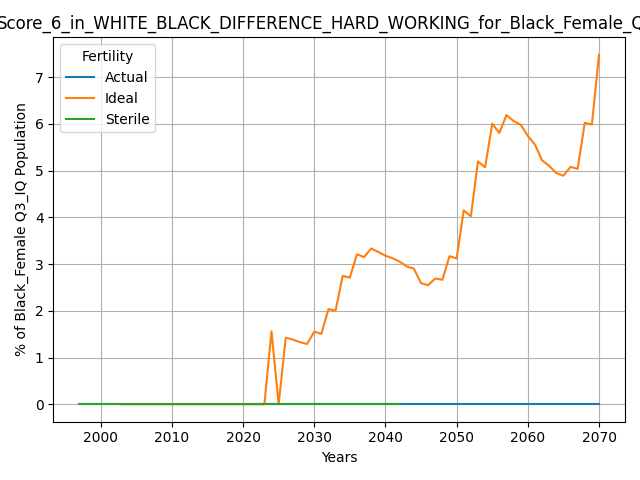 Score_6_in_WHITE_BLACK_DIFFERENCE_HARD_WORKING_for_Black_Female_Q
Fertility
Actual
Ideal
Sterile
% of Black_Female Q3_IQ Population
7
6
5
4
3
2
1
0
2000 2010 2020 2030 2040 2050 2060 2070
Years